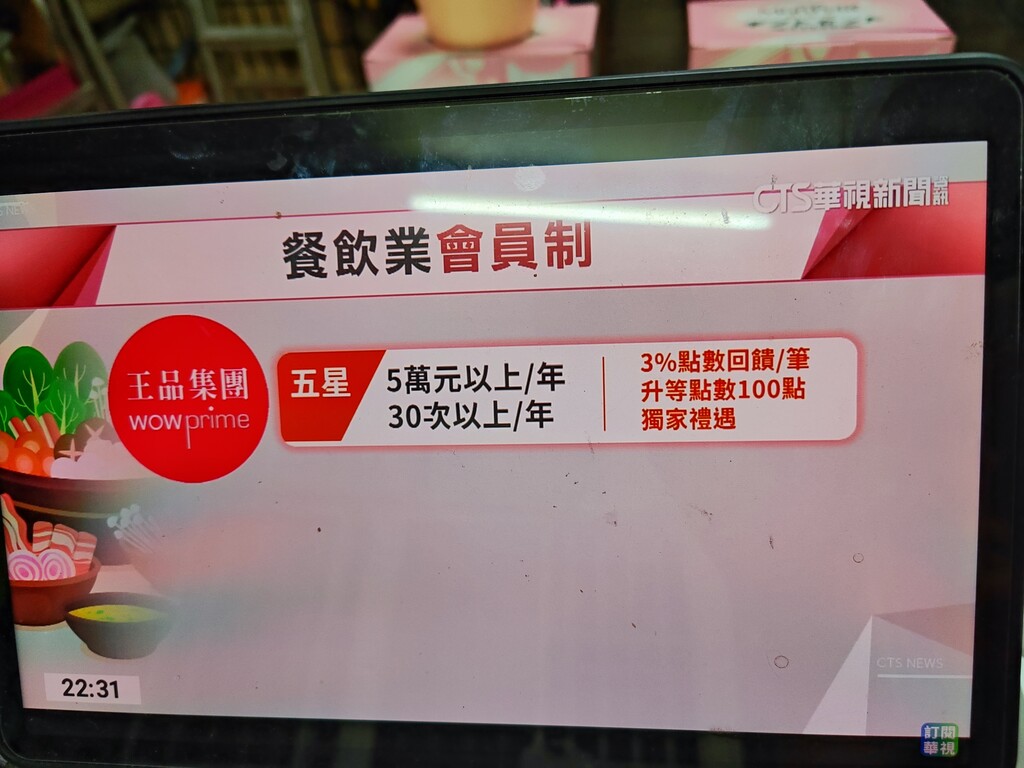 CTS華視新聞資訊
餐飲業會員制
王品集團
wowprime
五星
5萬元以上/年
30次以上/年
3%點數回饋/筆
升等點數100點
獨家禮遇
CTS NEWS
22:31
訂閱
華視